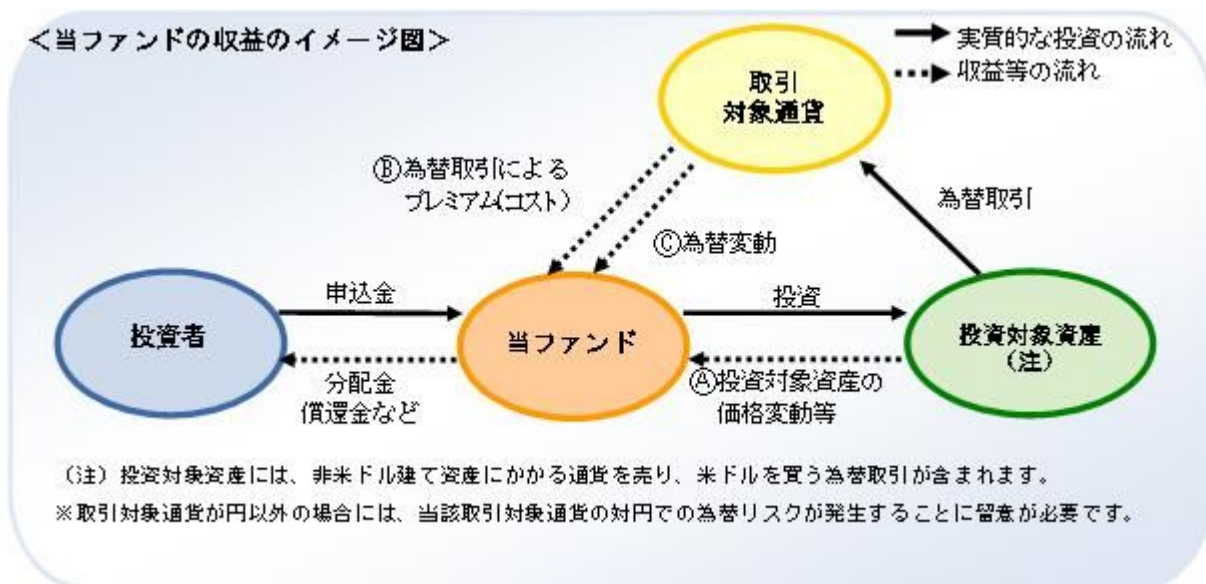 ＜当ファンドの収益のイメージ図＞
実質的な投資の流れ
収益等の流れ
取引
対象通貨
Ⓑ為替取引による
プレミアム(コスト)
為替取引
Ⓒ為替変動
申込金
投資
投資者
当ファンド
投資対象資産
（注）
分配金
償還金など
Ⓐ投資対象資産の
価格変動等
（注）投資対象資産には、非米ドル建て資産にかかる通貨を売り、米ドルを買う為替取引が含まれます。
※取引対象通貨が円以外の場合には、当該取引対象通貨の対円での為替リスクが発生することに留意が必要です。